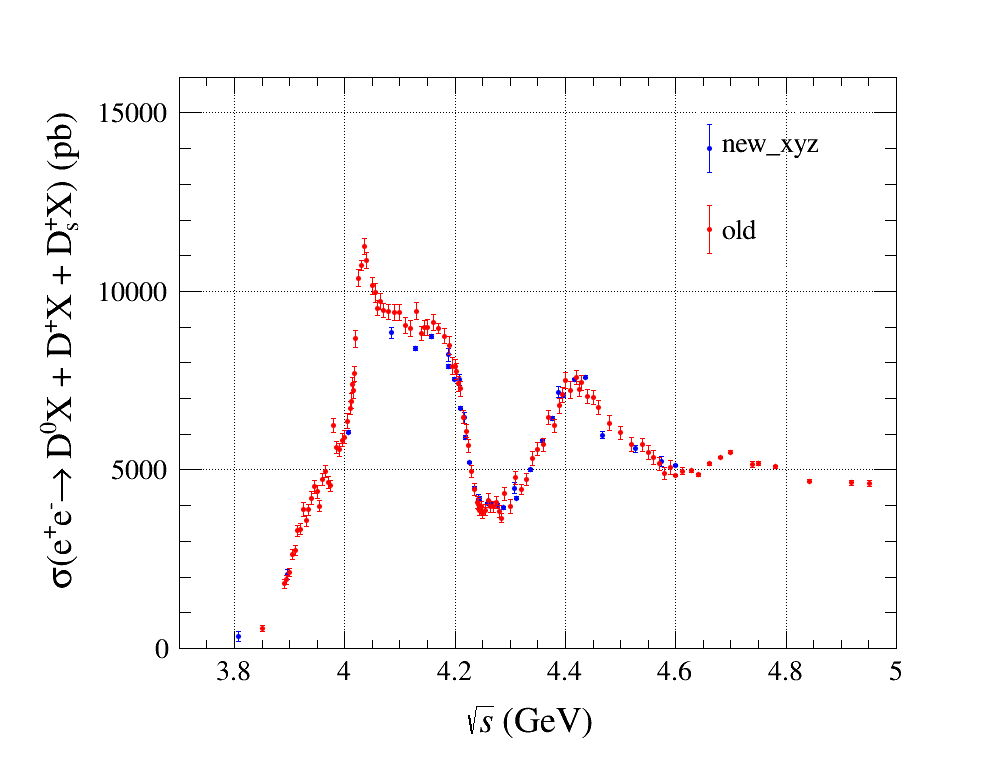 σ(e⁺e⁻ → D⁰X + D⁺X + Dₛ⁺X) (pb)
15000
10000
5000
0
new_xyz
old
3.8 4 4.2 4.4 4.6 4.8 5
√s (GeV)